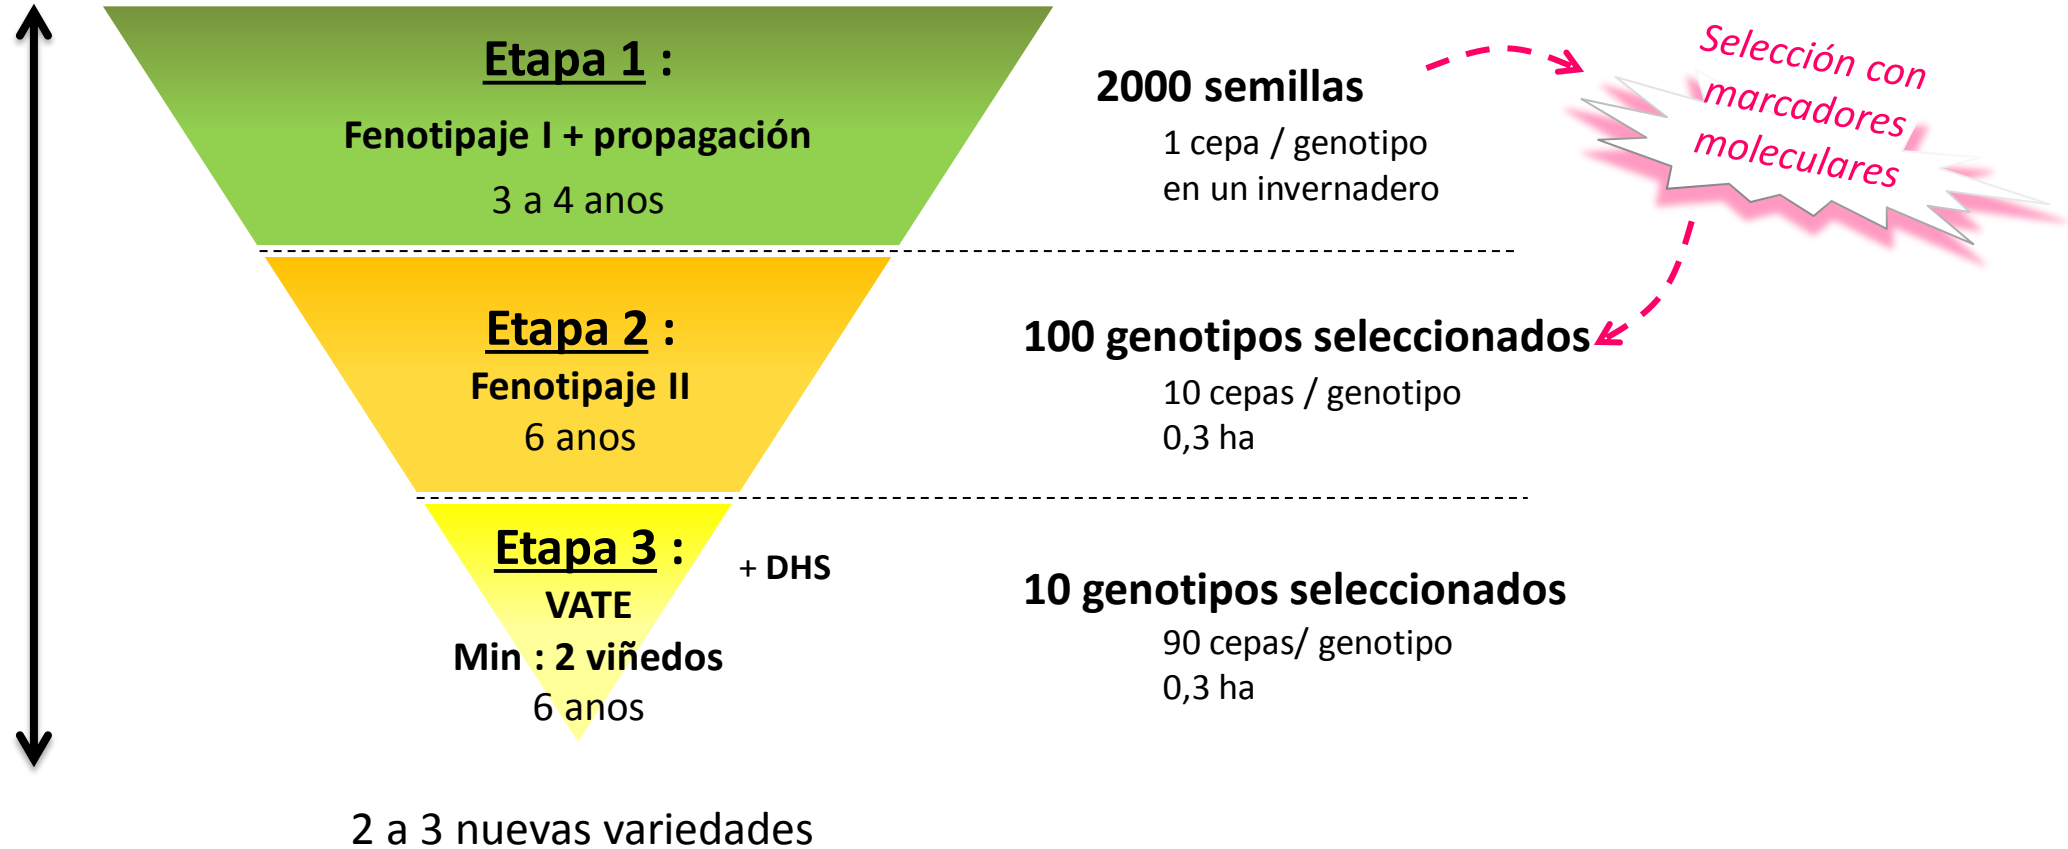 Etapa 1 :
Fenotipaje I + propagación
3 a 4 anos
2000 semillas
1 cepa / genotipo
en un invernadero
Selección con
marcadores
moleculares
Etapa 2 :
Fenotipaje II
6 anos
100 genotipos seleccionados
10 cepas / genotipo
0,3 ha
Etapa 3 :
VATE
Min : 2 viñedos
6 anos
+ DHS
10 genotipos seleccionados
90 cepas/ genotipo
0,3 ha
2 a 3 nuevas variedades